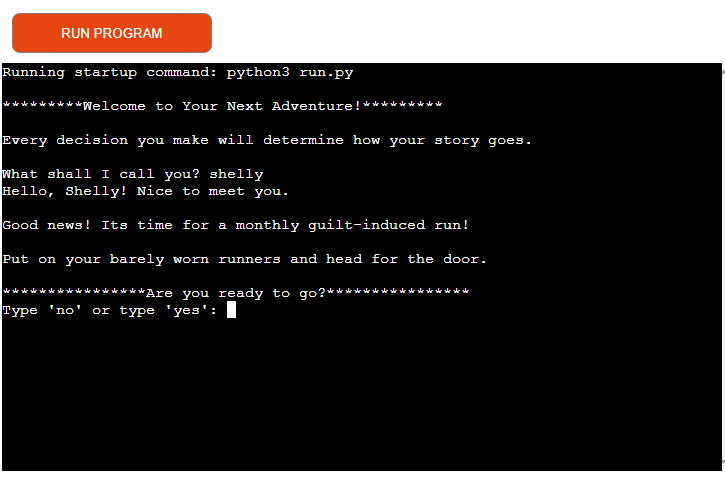 RUN PROGRAM
Running startup command: python3 run.py
*********Welcome to Your Next Adventure!*********
Every decision you make will determine how your story goes.
What shall I call you? shelly
Hello, Shelly! Nice to meet you.
Good news! Its time for a monthly guilt-induced run!
Put on your barely worn runners and head for the door.
****************Are you ready to go?****************
Type 'no' or type 'yes':